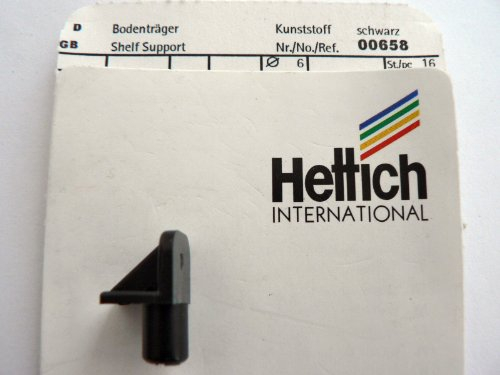 D Bodenträger Kunststoff schwarz
GB Shelf Support Nr./No./Ref. 00658
Ø 6 St./pc 16
Hettich
INTERNATIONAL